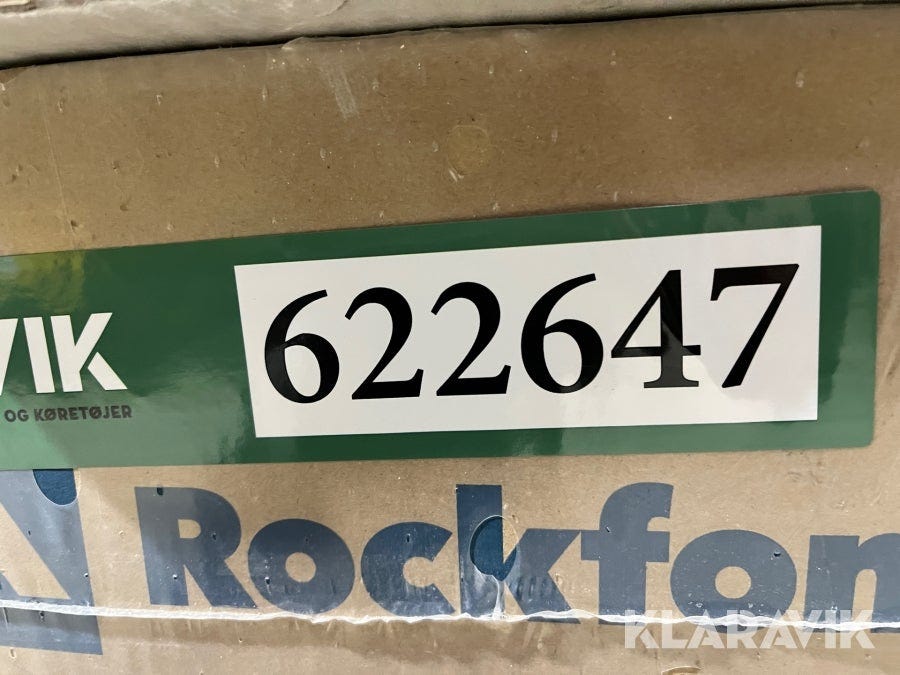 VIK
622647
OG KØRETØJER
Rockfon
KLARAVIK